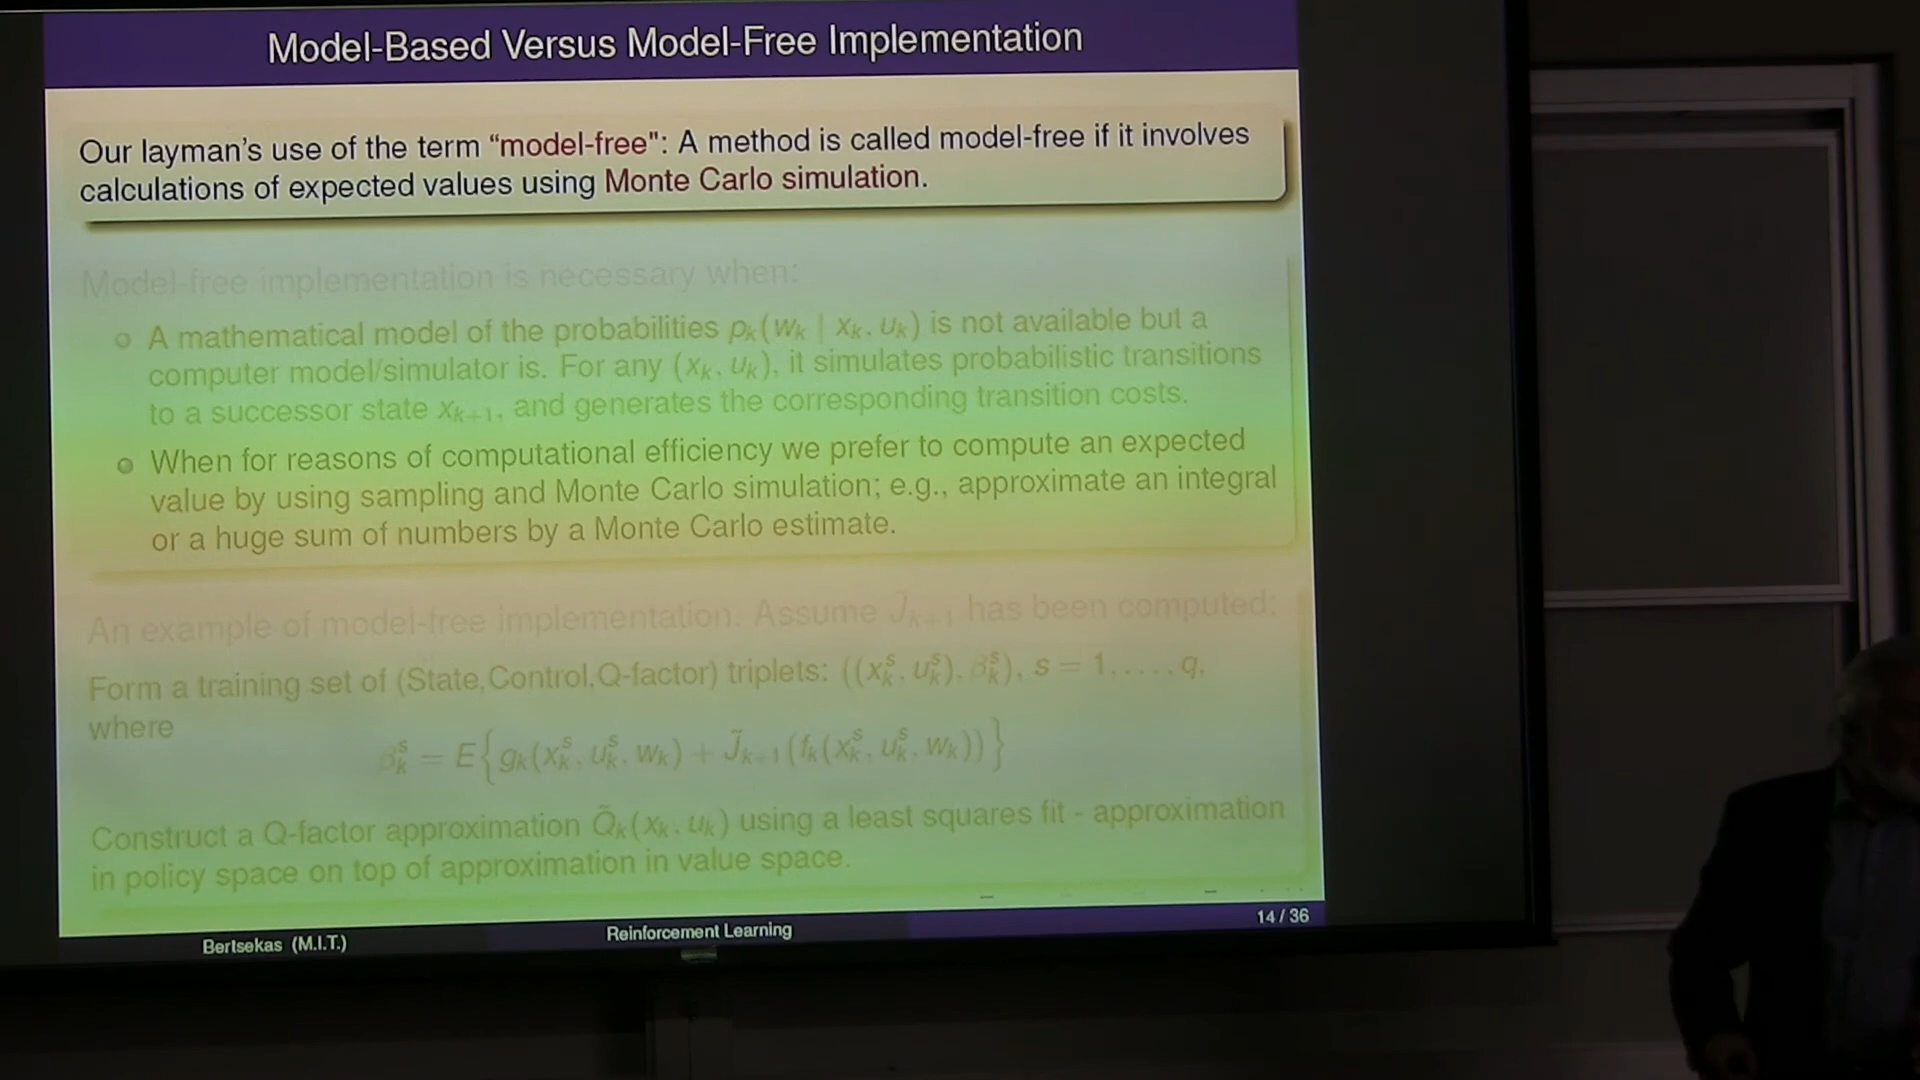 Model-Based Versus Model-Free Implementation
Our layman's use of the term “model-free": A method is called model-free if it involves
calculations of expected values using Monte Carlo simulation.
Model-free implementation is necessary when:
A mathematical model of the probabilities pₖ(wₖ | xₖ, uₖ) is not available but a
computer model/simulator is. For any (xₖ, uₖ), it simulates probabilistic transitions
to a successor state xₖ₊₁, and generates the corresponding transition costs.
When for reasons of computational efficiency we prefer to compute an expected
value by using sampling and Monte Carlo simulation; e.g., approximate an integral
or a huge sum of numbers by a Monte Carlo estimate.
An example of model-free implementation: Assume J̃ₖ₊₁ has been computed:
Form a training set of (State,Control,Q-factor) triplets: ((xₖˢ, uₖˢ), βₖˢ), s = 1, . . . , q,
where
βₖˢ = E{gₖ(xₖˢ, uₖˢ, wₖ) + J̃ₖ₊₁(fₖ(xₖˢ, uₖˢ, wₖ))}
Construct a Q-factor approximation Q̃ₖ(xₖ, uₖ) using a least squares fit - approximation
in policy space on top of approximation in value space.
Bertsekas (M.I.T.)
Reinforcement Learning
14 / 36